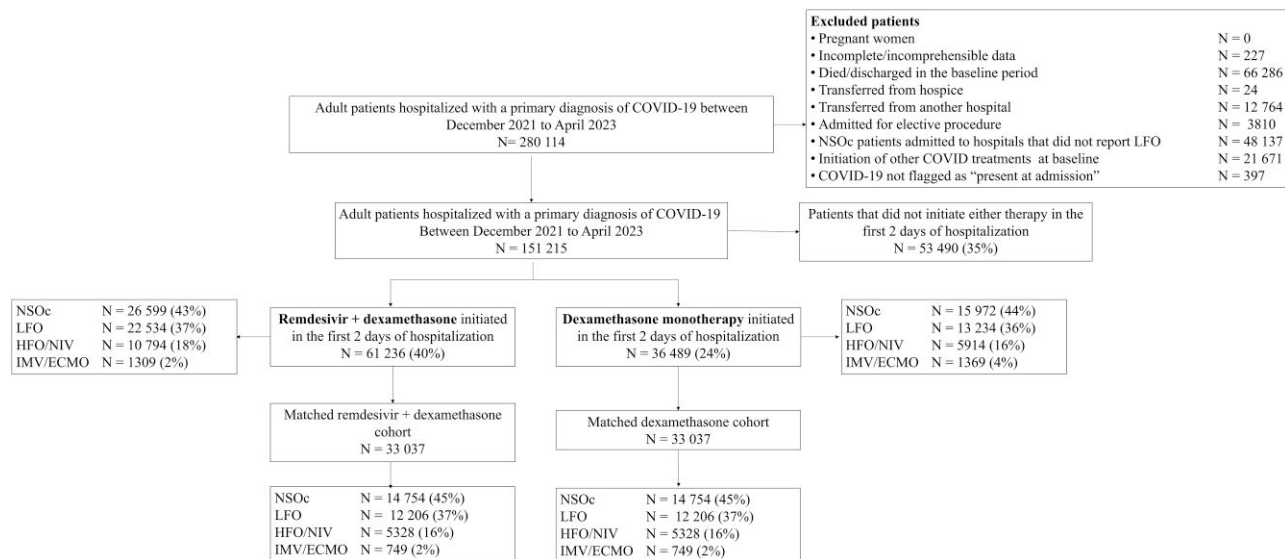 Excluded patients
• Pregnant women N = 0
• Incomplete/incomprehensible data N = 227
• Died/discharged in the baseline period N = 66 286
• Transferred from hospice N = 24
• Transferred from another hospital N = 12 764
• Admitted for elective procedure N = 3810
• NSOc patients admitted to hospitals that did not report LFO N = 48 137
• Initiation of other COVID treatments at baseline N = 21 671
• COVID-19 not flagged as “present at admission” N = 397
Adult patients hospitalized with a primary diagnosis of COVID-19 between
December 2021 to April 2023
N= 280 114
Adult patients hospitalized with a primary diagnosis of COVID-19
Between December 2021 to April 2023
N = 151 215
Patients that did not initiate either therapy in the
first 2 days of hospitalization
N = 53 490 (35%)
NSOc N = 26 599 (43%)
LFO N = 22 534 (37%)
HFO/NIV N = 10 794 (18%)
IMV/ECMO N = 1309 (2%)
Remdesivir + dexamethasone initiated
in the first 2 days of hospitalization
N = 61 236 (40%)
Dexamethasone monotherapy initiated
in the first 2 days of hospitalization
N = 36 489 (24%)
NSOc N = 15 972 (44%)
LFO N = 13 234 (36%)
HFO/NIV N = 5914 (16%)
IMV/ECMO N = 1369 (4%)
Matched remdesivir + dexamethasone
cohort
N = 33 037
Matched dexamethasone cohort
N = 33 037
NSOc N = 14 754 (45%)
LFO N = 12 206 (37%)
HFO/NIV N = 5328 (16%)
IMV/ECMO N = 749 (2%)
NSOc N = 14 754 (45%)
LFO N = 12 206 (37%)
HFO/NIV N = 5328 (16%)
IMV/ECMO N = 749 (2%)